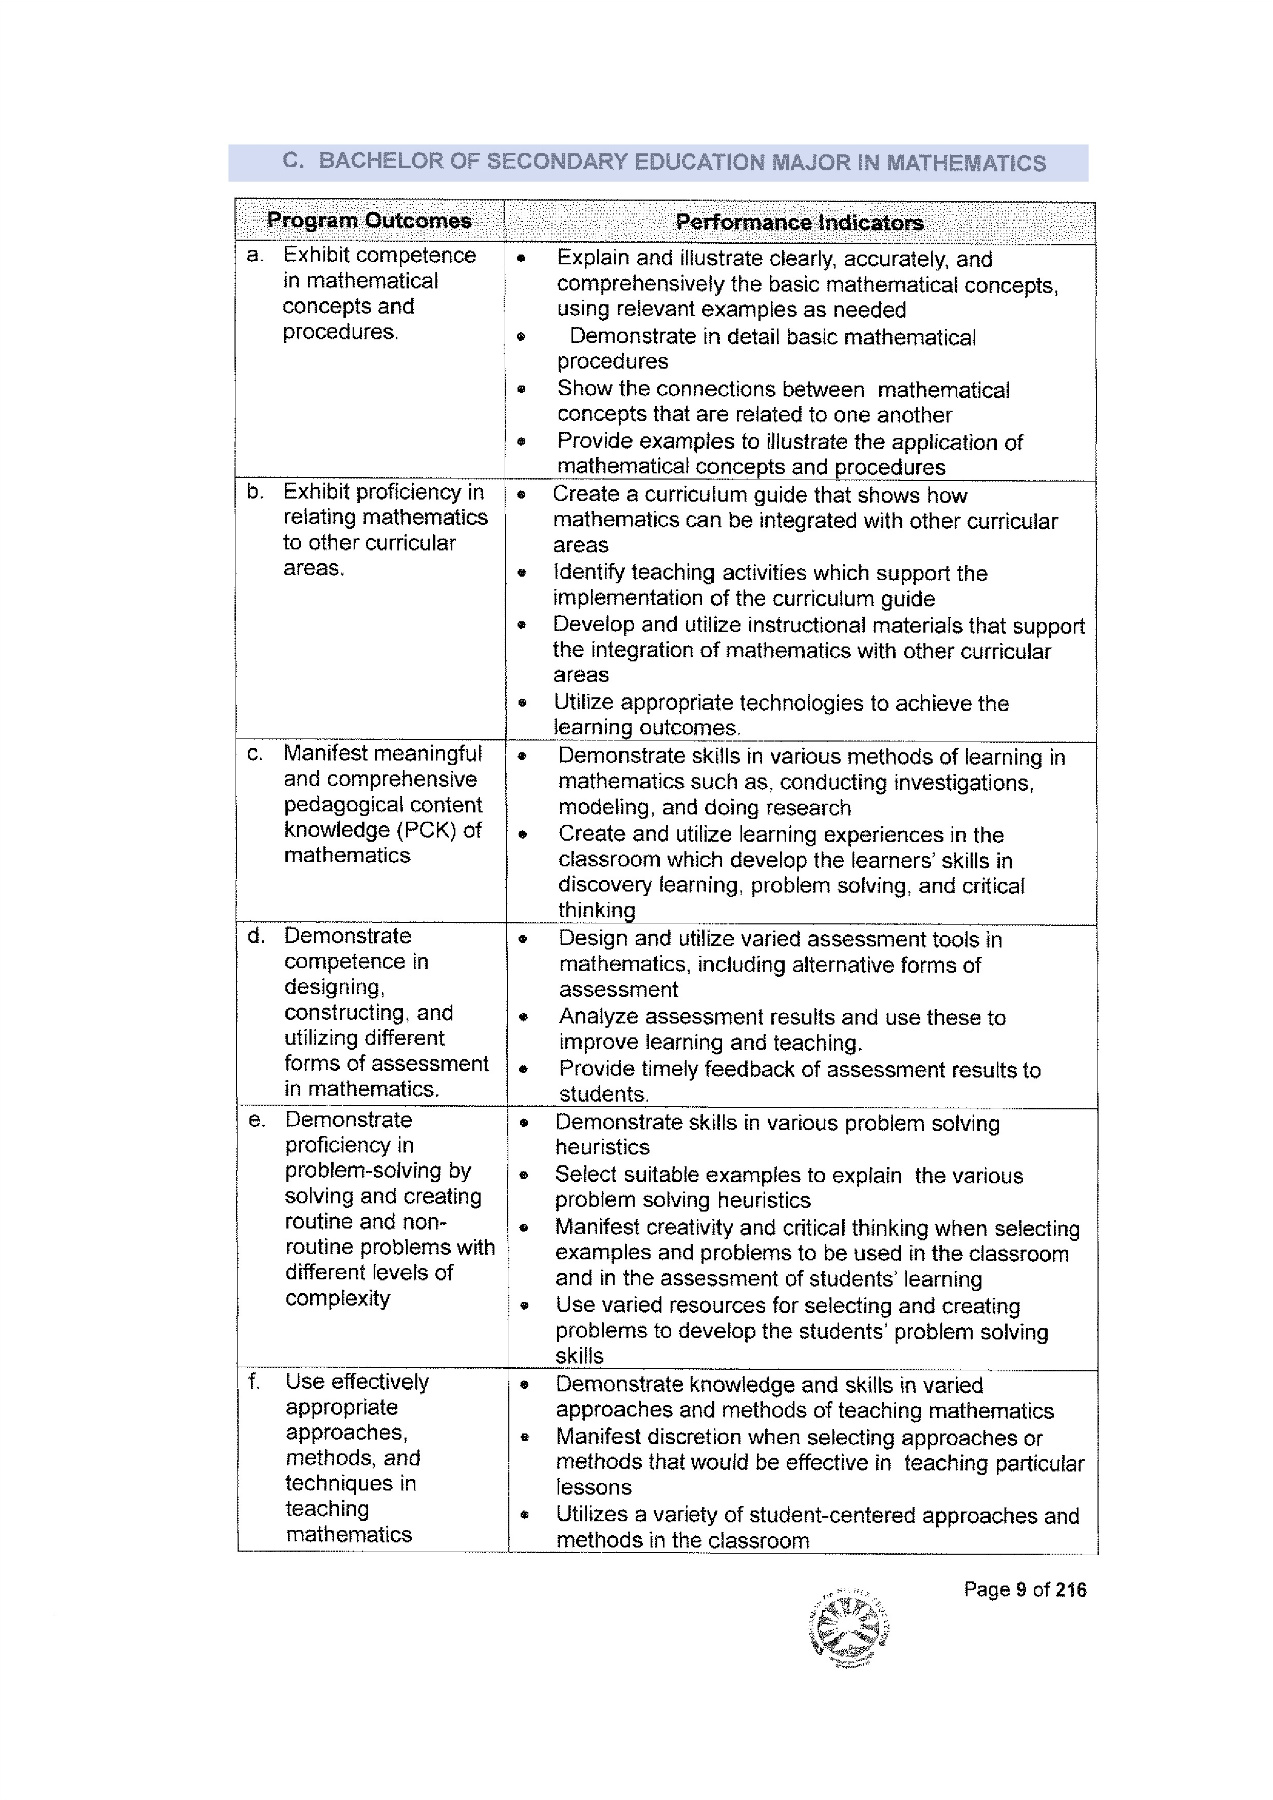 C. BACHELOR OF SECONDARY EDUCATION MAJOR IN MATHEMATICS
Program Outcomes
Performance Indicators
a. Exhibit competence
in mathematical
concepts and
procedures.
• Explain and illustrate clearly, accurately, and
comprehensively the basic mathematical concepts,
using relevant examples as needed
• Demonstrate in detail basic mathematical
procedures
• Show the connections between mathematical
concepts that are related to one another
• Provide examples to illustrate the application of
mathematical concepts and procedures
b. Exhibit proficiency in
relating mathematics
to other curricular
areas.
• Create a curriculum guide that shows how
mathematics can be integrated with other curricular
areas
• Identify teaching activities which support the
implementation of the curriculum guide
• Develop and utilize instructional materials that support
the integration of mathematics with other curricular
areas
• Utilize appropriate technologies to achieve the
learning outcomes.
c. Manifest meaningful
and comprehensive
pedagogical content
knowledge (PCK) of
mathematics
• Demonstrate skills in various methods of learning in
mathematics such as, conducting investigations,
modeling, and doing research
• Create and utilize learning experiences in the
classroom which develop the learners' skills in
discovery learning, problem solving, and critical
thinking
d. Demonstrate
competence in
designing,
constructing, and
utilizing different
forms of assessment
in mathematics.
• Design and utilize varied assessment tools in
mathematics, including alternative forms of
assessment
• Analyze assessment results and use these to
improve learning and teaching.
• Provide timely feedback of assessment results to
students.
e. Demonstrate
proficiency in
problem-solving by
solving and creating
routine and non-
routine problems with
different levels of
complexity
• Demonstrate skills in various problem solving
heuristics
• Select suitable examples to explain the various
problem solving heuristics
• Manifest creativity and critical thinking when selecting
examples and problems to be used in the classroom
and in the assessment of students' learning
• Use varied resources for selecting and creating
problems to develop the students' problem solving
skills
f. Use effectively
appropriate
approaches,
methods, and
techniques in
teaching
mathematics
• Demonstrate knowledge and skills in varied
approaches and methods of teaching mathematics
• Manifest discretion when selecting approaches or
methods that would be effective in teaching particular
lessons
• Utilizes a variety of student-centered approaches and
methods in the classroom
Page 9 of 216